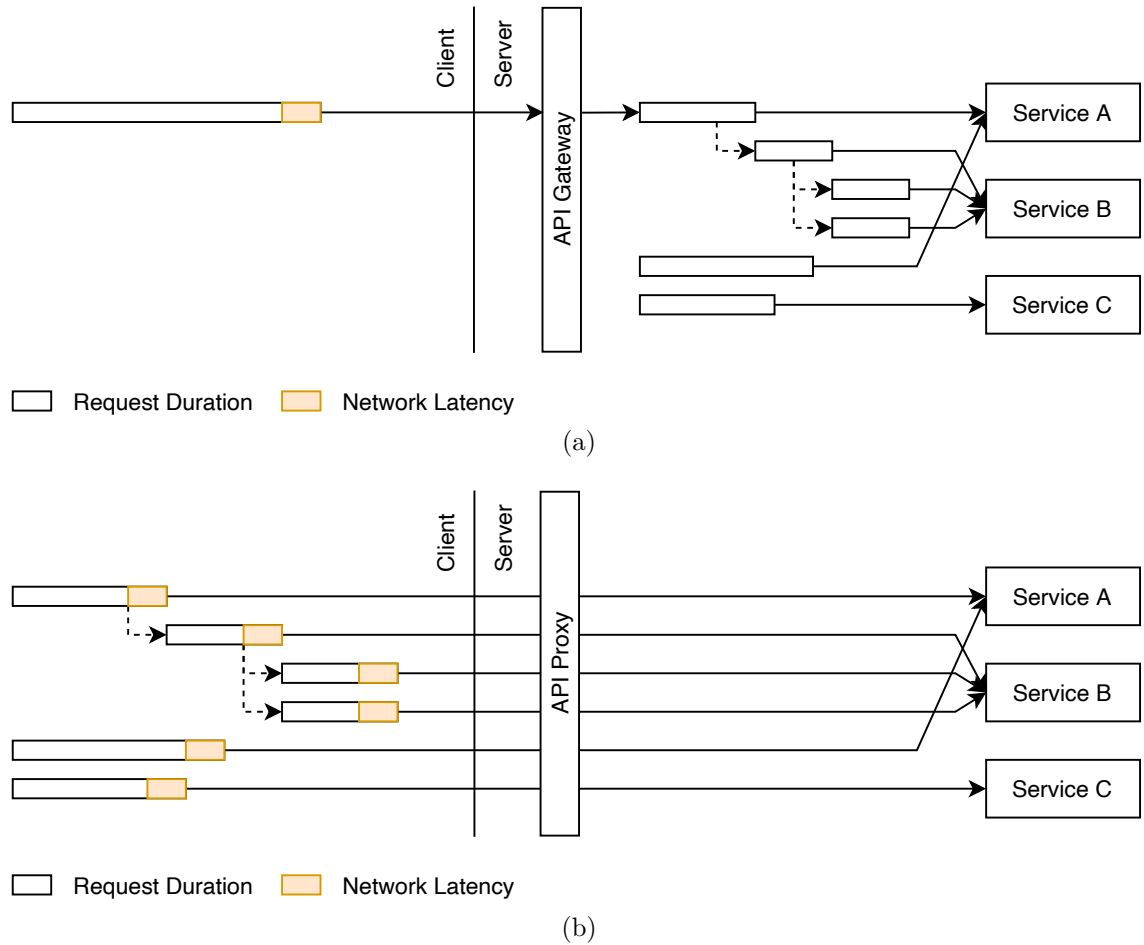 Client
Server
API Gateway
Service A
Service B
Service C
Request Duration
Network Latency
(a)
Client
Server
API Proxy
Service A
Service B
Service C
Request Duration
Network Latency
(b)